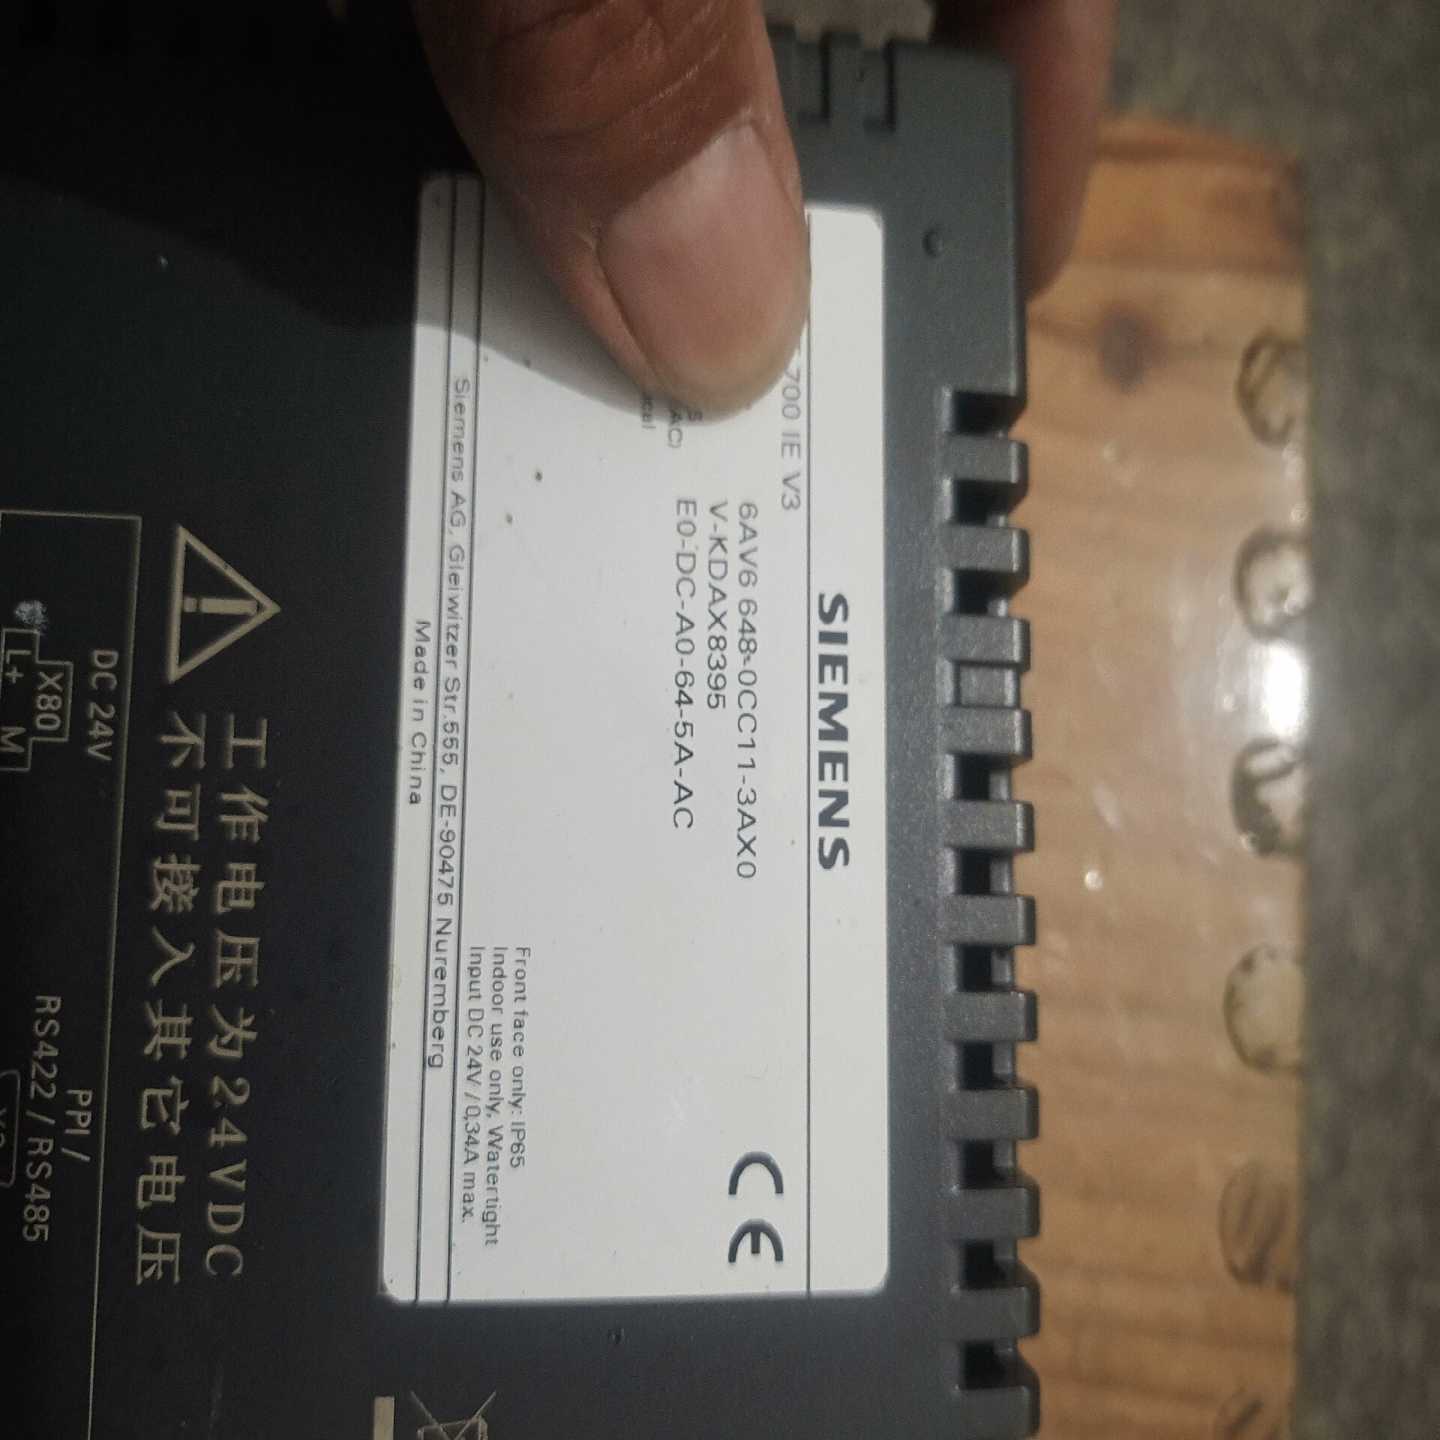 SIEMENS
700 IE V3
6AV6 648-0CC11-3AX0
V-KDAX8395
E0-DC-A0-64-5A-AC
AC)
CE
Front face only: IP65
Indoor use only, Watertight
Input DC 24V / 0,34A max.
Siemens AG, Gleiwitzer Str.555, DE-90475 Nuremberg
Made in China
工作电压为24VDC
不可接入其它电压
DC 24V
X80
L+ M
PPI /
RS422 / RS485